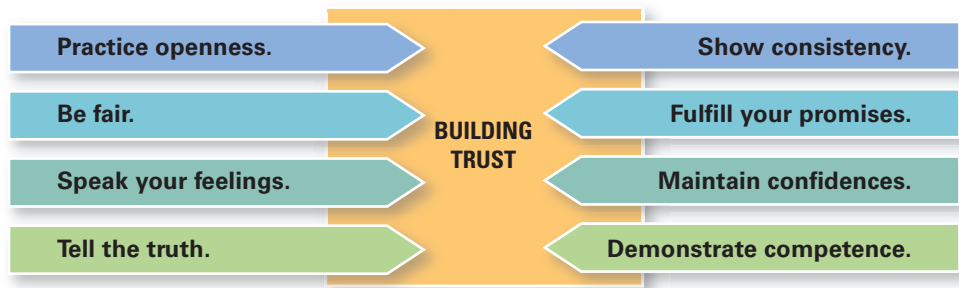 Practice openness.
Be fair.
Speak your feelings.
Tell the truth.
BUILDING
TRUST
Show consistency.
Fulfill your promises.
Maintain confidences.
Demonstrate competence.